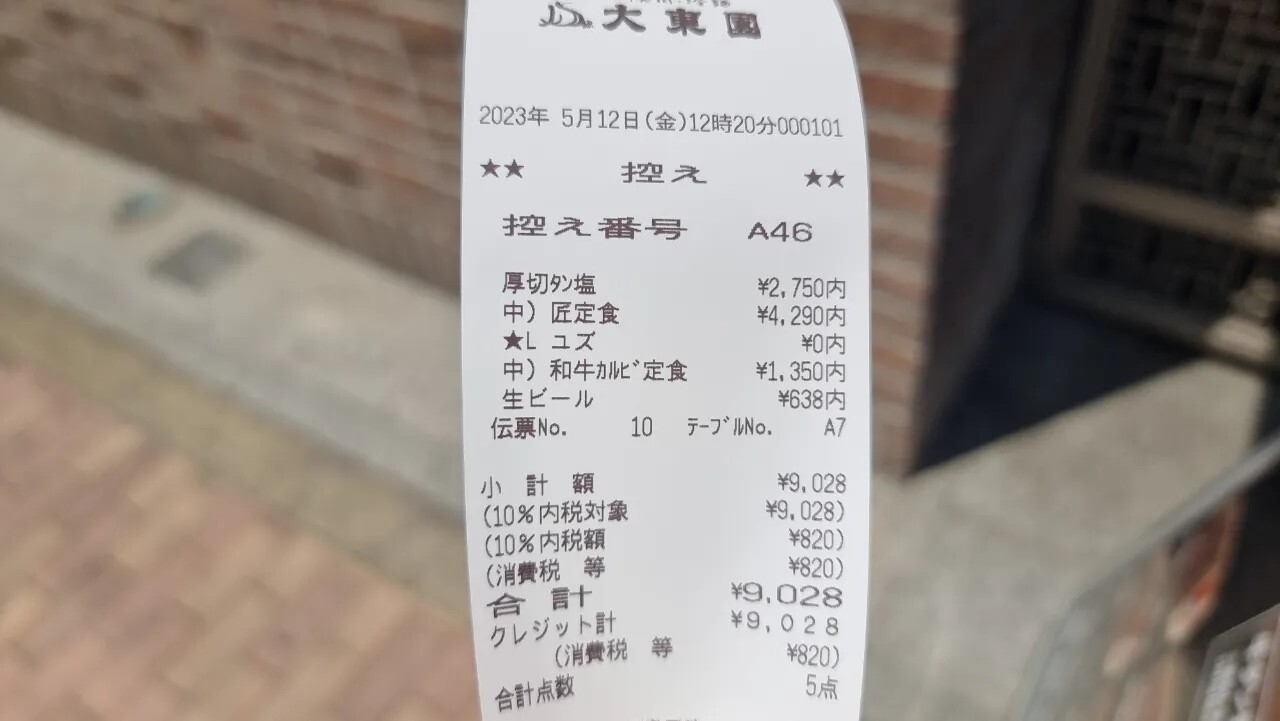 大東園
2023年 5月12日(金)12時20分000101
★★ 控え ★★
控え番号 A46
厚切ﾀﾝ塩 ¥2,750内
中) 匠定食 ¥4,290内
★L ユズ ¥0内
中) 和牛ｶﾙﾋﾞ定食 ¥1,350内
生ビール ¥638内
伝票No. 10 ﾃｰﾌﾞﾙNo. A7
小 計 額 ¥9,028
(10%内税対象 ¥9,028)
(10%内税額 ¥820)
(消費税 等 ¥820)
合 計 ¥9,028
クレジット計 ¥9,028
(消費税 等 ¥820)
合計点数 5点